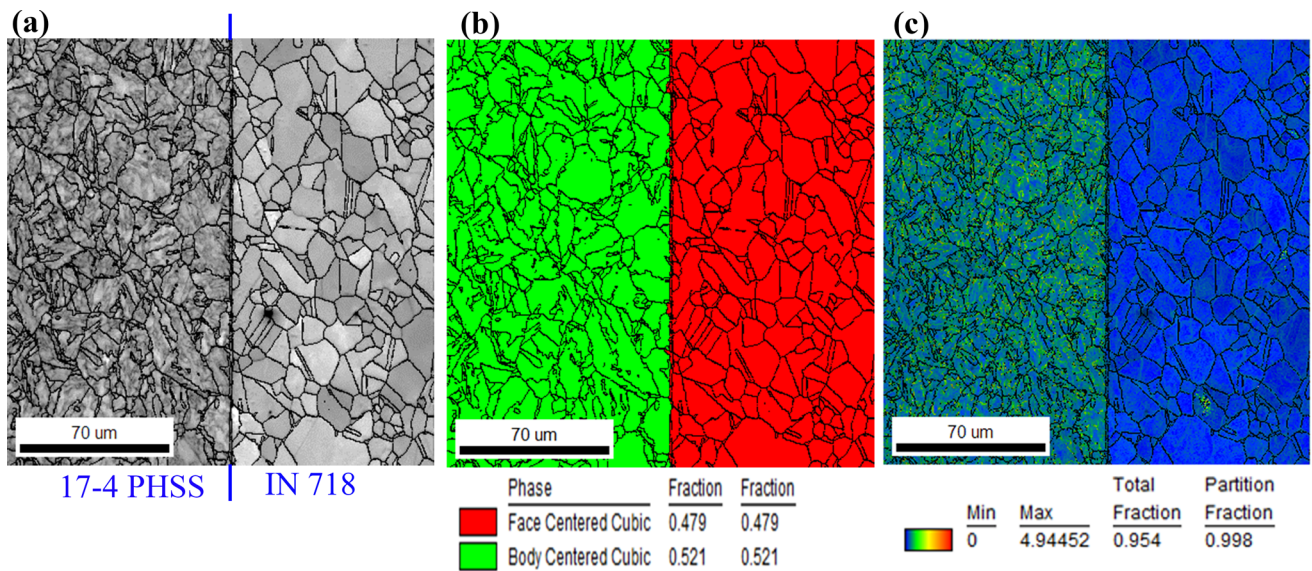 (a)
(b)
(c)
70 um
70 um
70 um
17-4 PHSS
IN 718
Phase Fraction Fraction
Face Centered Cubic 0.479 0.479
Body Centered Cubic 0.521 0.521
Total Partition
Min Max Fraction Fraction
0 4.94452 0.954 0.998